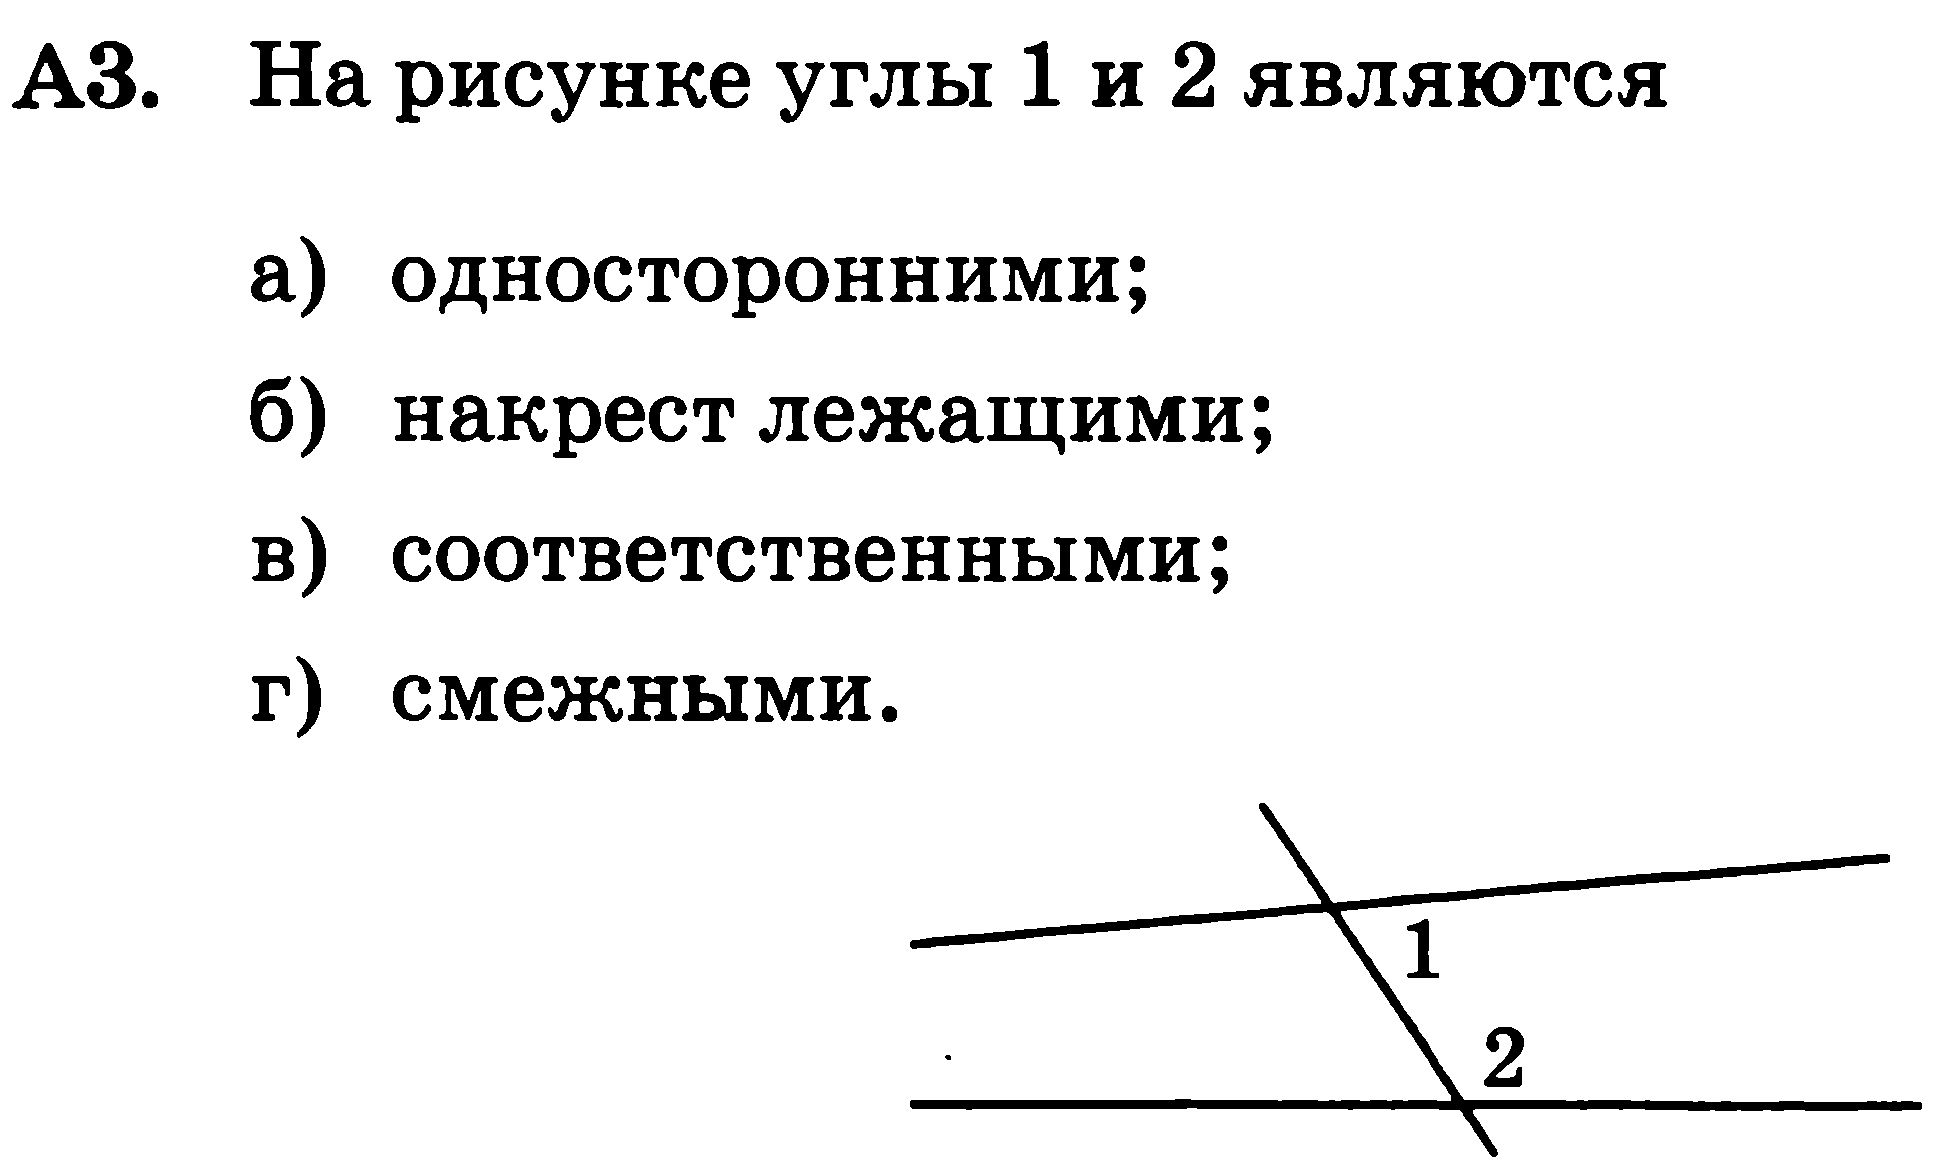 А3. На рисунке углы 1 и 2 являются
а) односторонними;
б) накрест лежащими;
в) соответственными;
г) смежными.
1
2